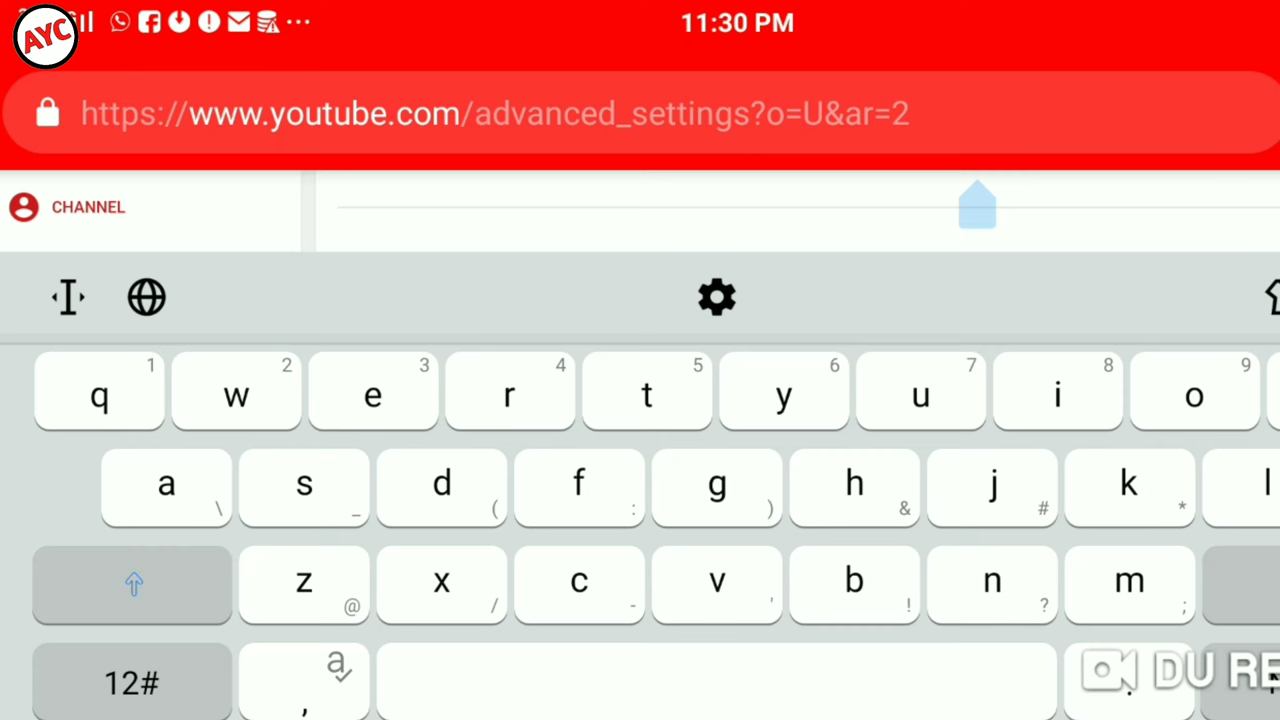 AYC
11:30 PM
https://www.youtube.com/advanced_settings?o=U&ar=2
CHANNEL
1 2 3 4 5 6 7 8 9
q w e r t y u i o
a s d f g h j k l
\ _ ( : ) & # *
z x c v b n m
@ / - ' ! ? ;
12# a , .
DU RE